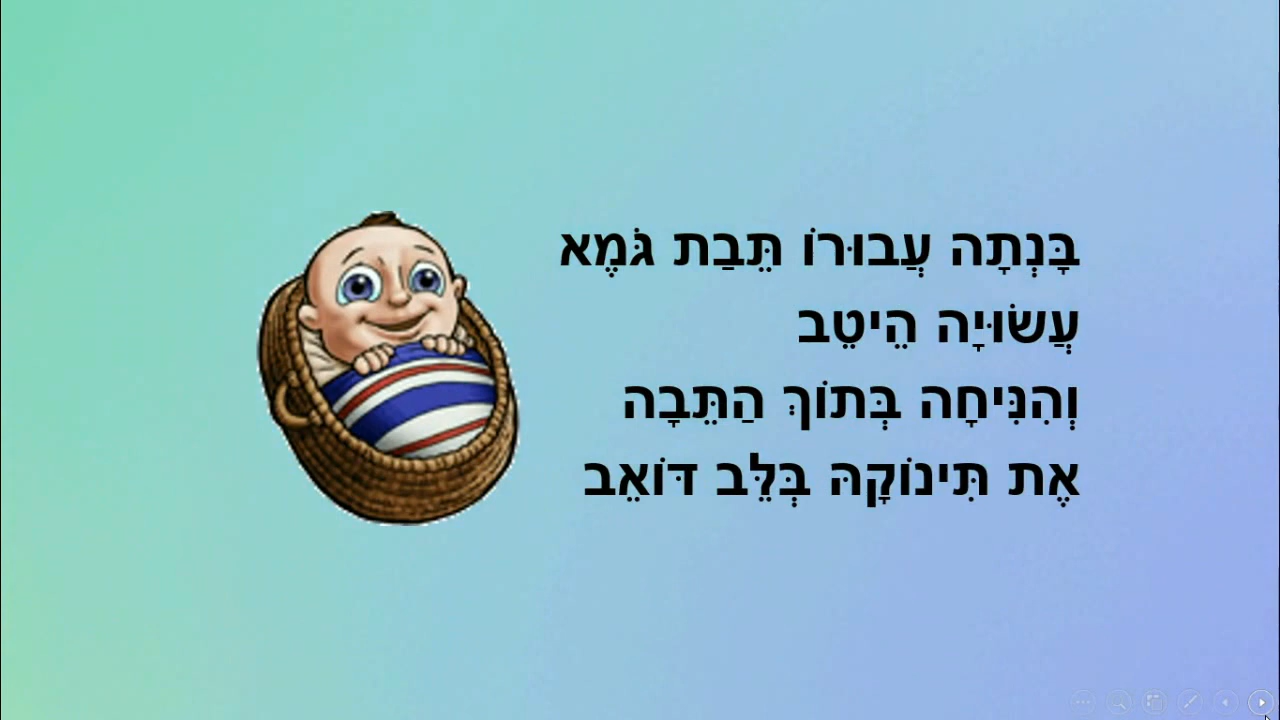 בָּנְתָה עֲבוּרוֹ תֵּבַת גֹּמֶא
עֲשׂוּיָה הֵיטֵב
וְהִנִּיחָה בְּתוֹךְ הַתֵּבָה
אֶת תִּינוֹקָהּ בְּלֵּב דּוֹאֵב